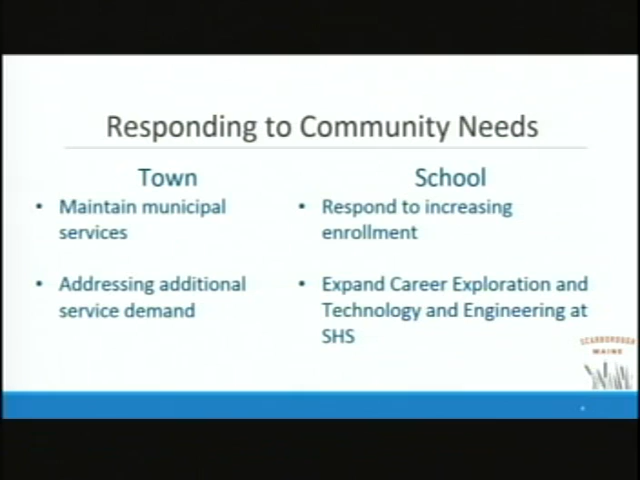 Responding to Community Needs
Town
• Maintain municipal
services
• Addressing additional
service demand
School
• Respond to increasing
enrollment
• Expand Career Exploration and
Technology and Engineering at
SHS
SCARBOROUGH
MAINE